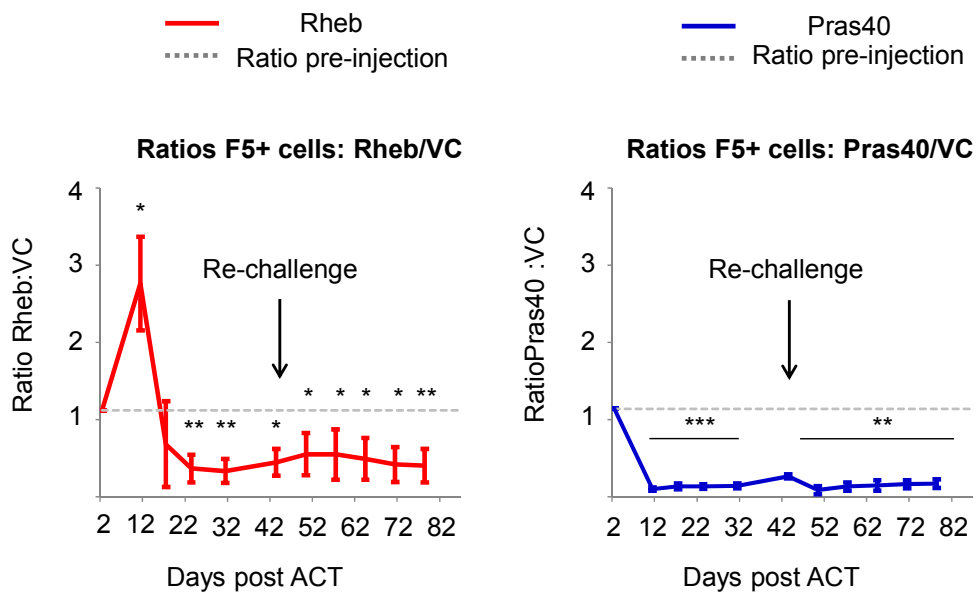 Rheb
Ratio pre-injection
Pras40
Ratio pre-injection
Ratios F5+ cells: Rheb/VC
Ratios F5+ cells: Pras40/VC
Ratio Rheb:VC
4
3
2
1
*
Re-challenge
** ** * * * * * **
2 12 22 32 42 52 62 72 82
Days post ACT
RatioPras40 :VC
4
3
2
1
Re-challenge
*** **
2 12 22 32 42 52 62 72 82
Days post ACT